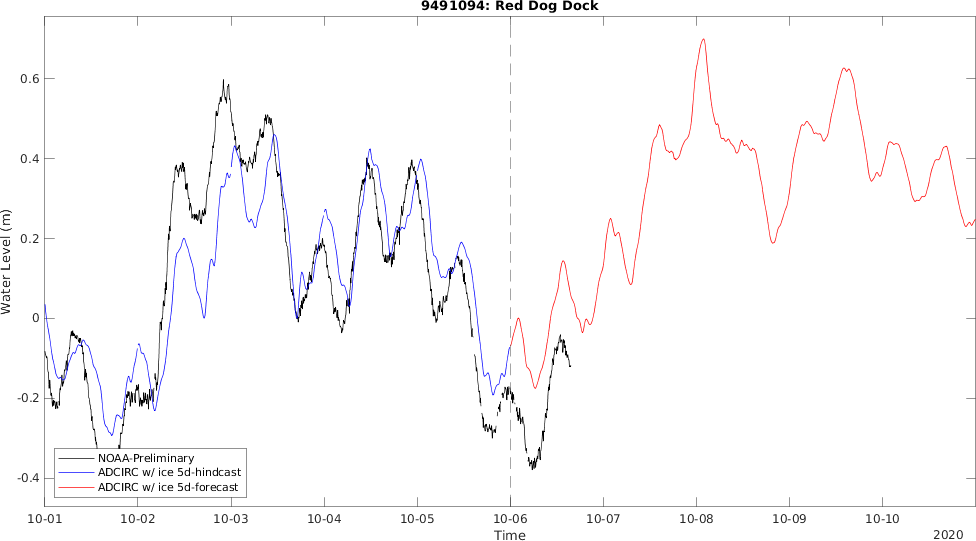 9491094: Red Dog Dock
Water Level (m)
0.6
0.4
0.2
0
-0.2
-0.4
NOAA-Preliminary
ADCIRC w/ ice 5d-hindcast
ADCIRC w/ ice 5d-forecast
10-01 10-02 10-03 10-04 10-05 10-06 10-07 10-08 10-09 10-10
Time
2020